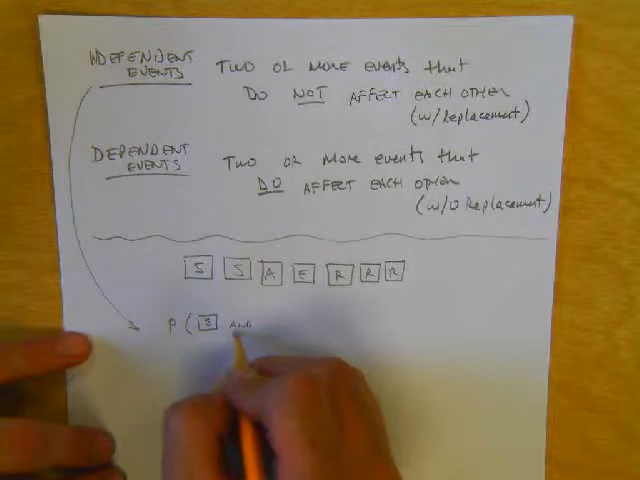 INDEPENDENT EVENTS TWO OR MORE EVENTS that
DO NOT AFFECT EACH OTHER
(w/Replacement)
DEPENDENT EVENTS TWO OR MORE EVENTS that
DO AFFECT EACH OTHER
(w/o Replacement)
S S A E R R R
P ( S AND